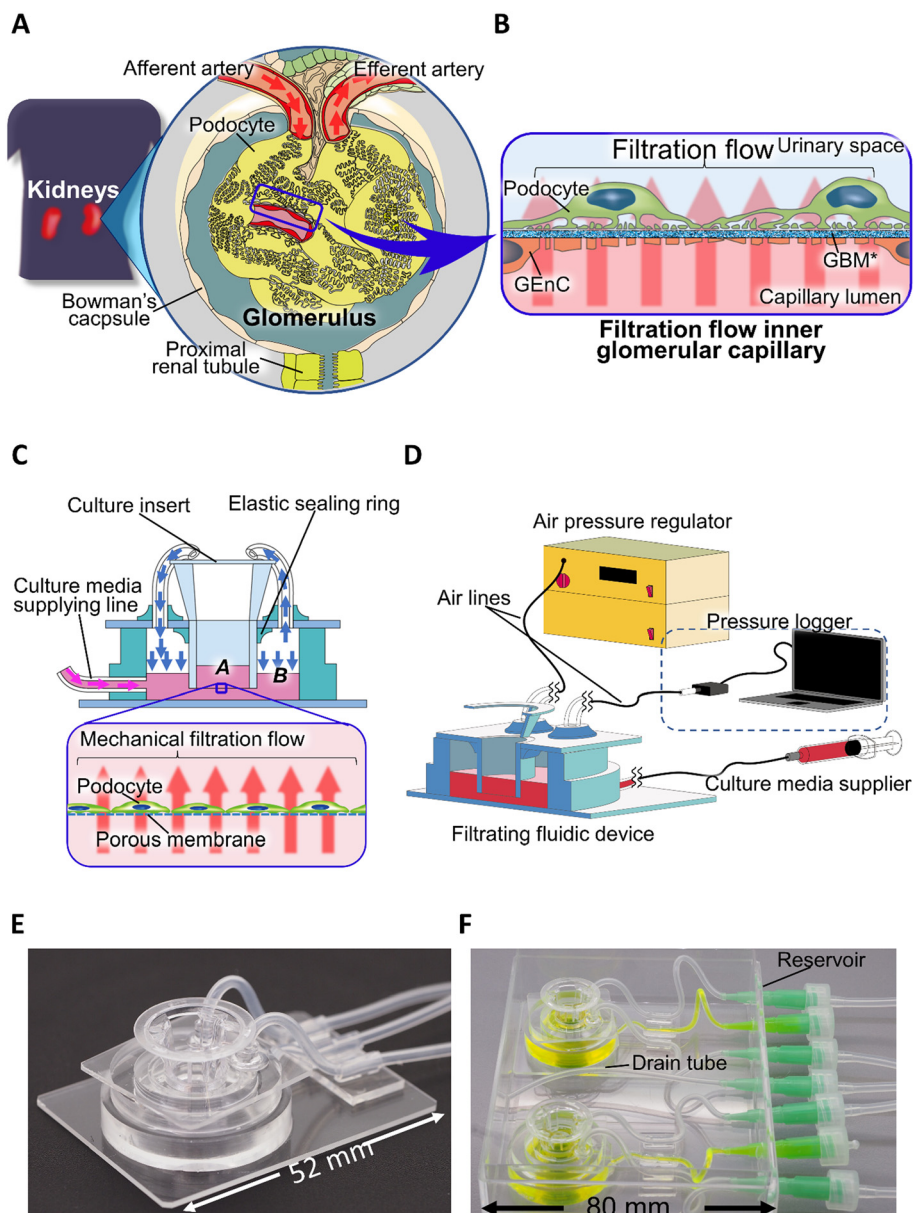 A
Afferent artery
Efferent artery
Podocyte
Kidneys
Bowman's
cacpsule
Glomerulus
Proximal
renal tubule
B
Filtration flow
Urinary space
Podocyte
GEnC
GBM*
Capillary lumen
Filtration flow inner
glomerular capillary
C
Culture insert
Elastic sealing ring
Culture media
supplying line
A
B
Mechanical filtration flow
Podocyte
Porous membrane
D
Air pressure regulator
Air lines
Pressure logger
Culture media supplier
Filtrating fluidic device
E
52 mm
F
Reservoir
Drain tube
80 mm